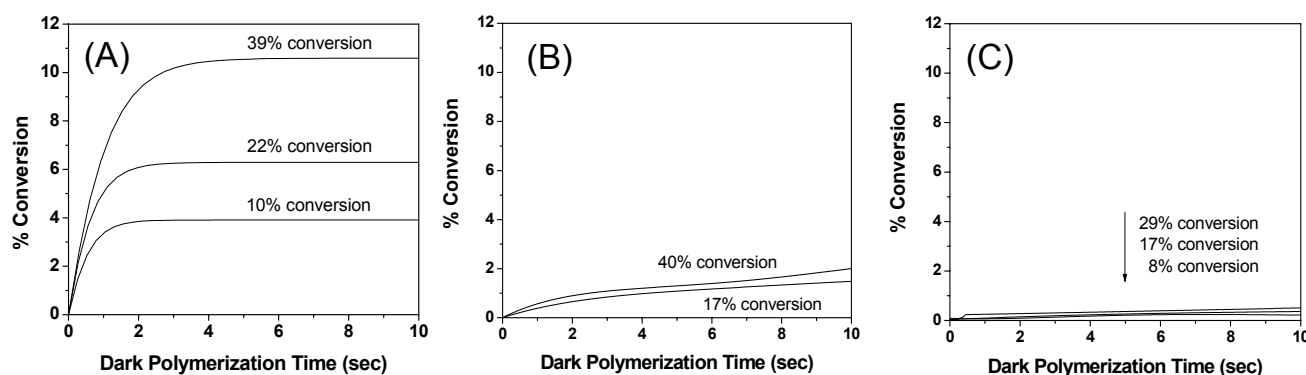 12
10
8
6
4
2
0
% Conversion
(A)
39% conversion
22% conversion
10% conversion
0 2 4 6 8 10
Dark Polymerization Time (sec)
12
10
8
6
4
2
0
% Conversion
(B)
40% conversion
17% conversion
0 2 4 6 8 10
Dark Polymerization Time (sec)
12
10
8
6
4
2
0
% Conversion
(C)
29% conversion
17% conversion
8% conversion
0 2 4 6 8 10
Dark Polymerization Time (sec)